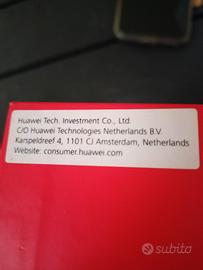 Huawei Tech. Investment Co., Ltd.
C/O Huawei Technologies Netherlands B.V.
Karspeldreef 4, 1101 CJ Amsterdam, Netherlands
Website: consumer.huawei.com
subito